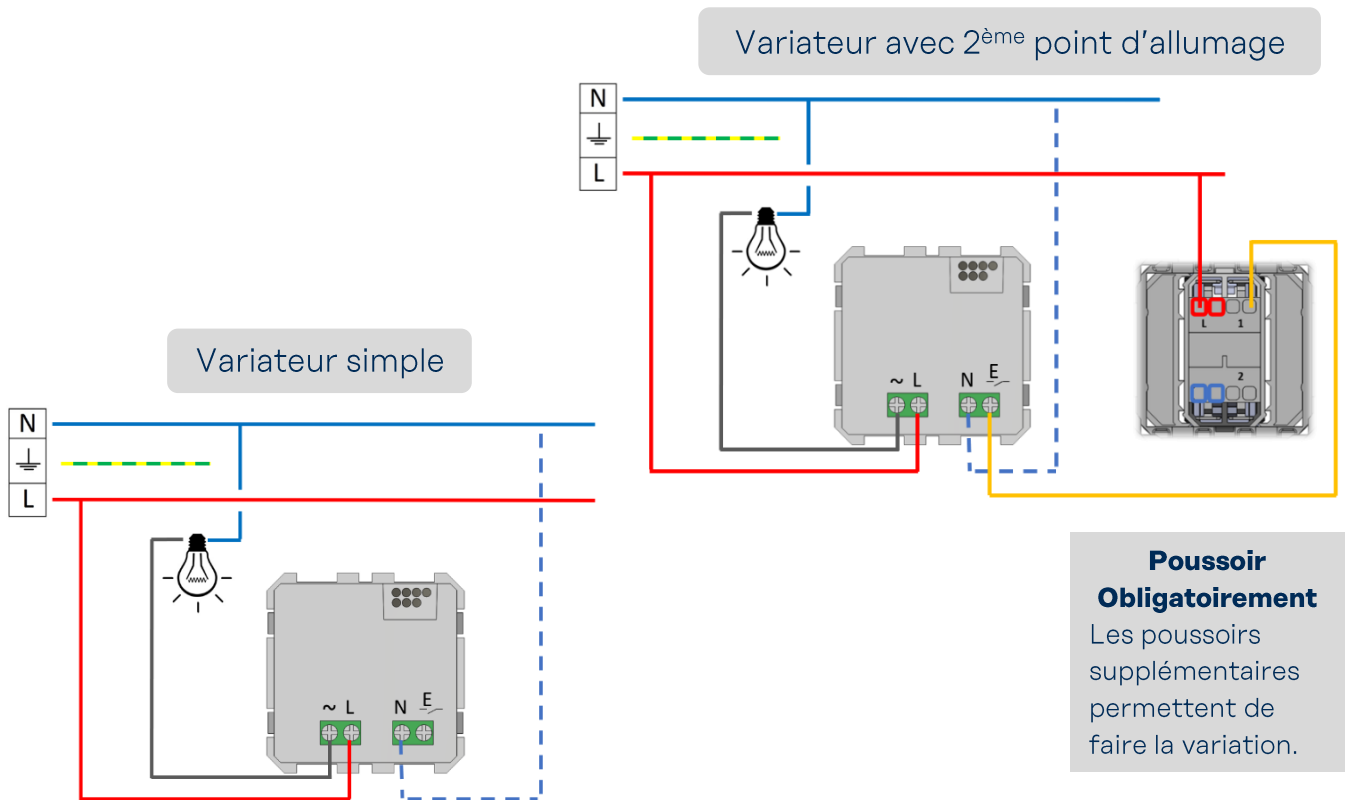 Variateur avec 2ème point d'allumage
N
L
~ L N E
L 1
2
Variateur simple
N
L
~ L N E
Poussoir
Obligatoirement
Les poussoirs
supplémentaires
permettent de
faire la variation.